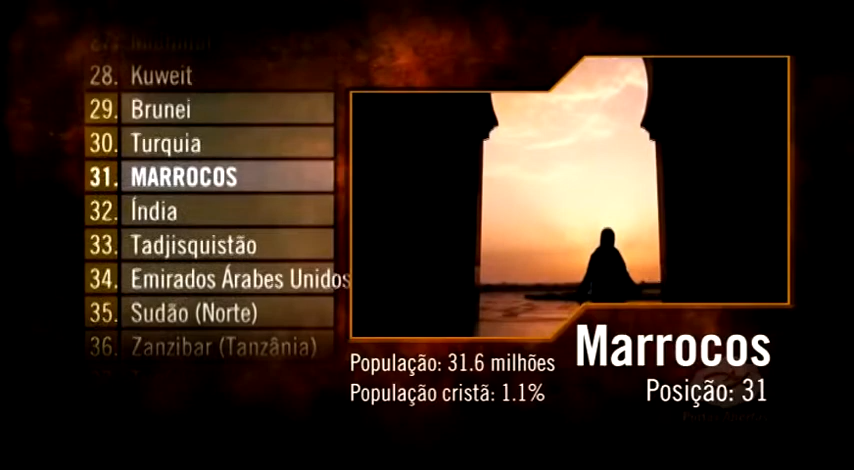 28. Kuweit
29. Brunei
30. Turquia
31. MARROCOS
32. Índia
33. Tadjisquistão
34. Emirados Árabes Unidos
35. Sudão (Norte)
36. Zanzibar (Tanzânia)
População: 31.6 milhões
População cristã: 1.1%
Marrocos
Posição: 31